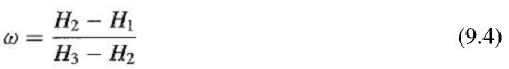 ω = (H₂ − H₁) / (H₃ − H₂) (9.4)